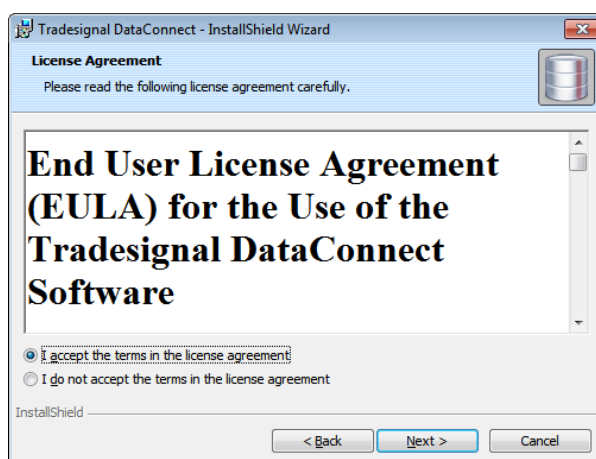 Tradesignal DataConnect - InstallShield Wizard
License Agreement
Please read the following license agreement carefully.
End User License Agreement
(EULA) for the Use of the
Tradesignal DataConnect
Software
I accept the terms in the license agreement
I do not accept the terms in the license agreement
InstallShield
< Back
Next >
Cancel